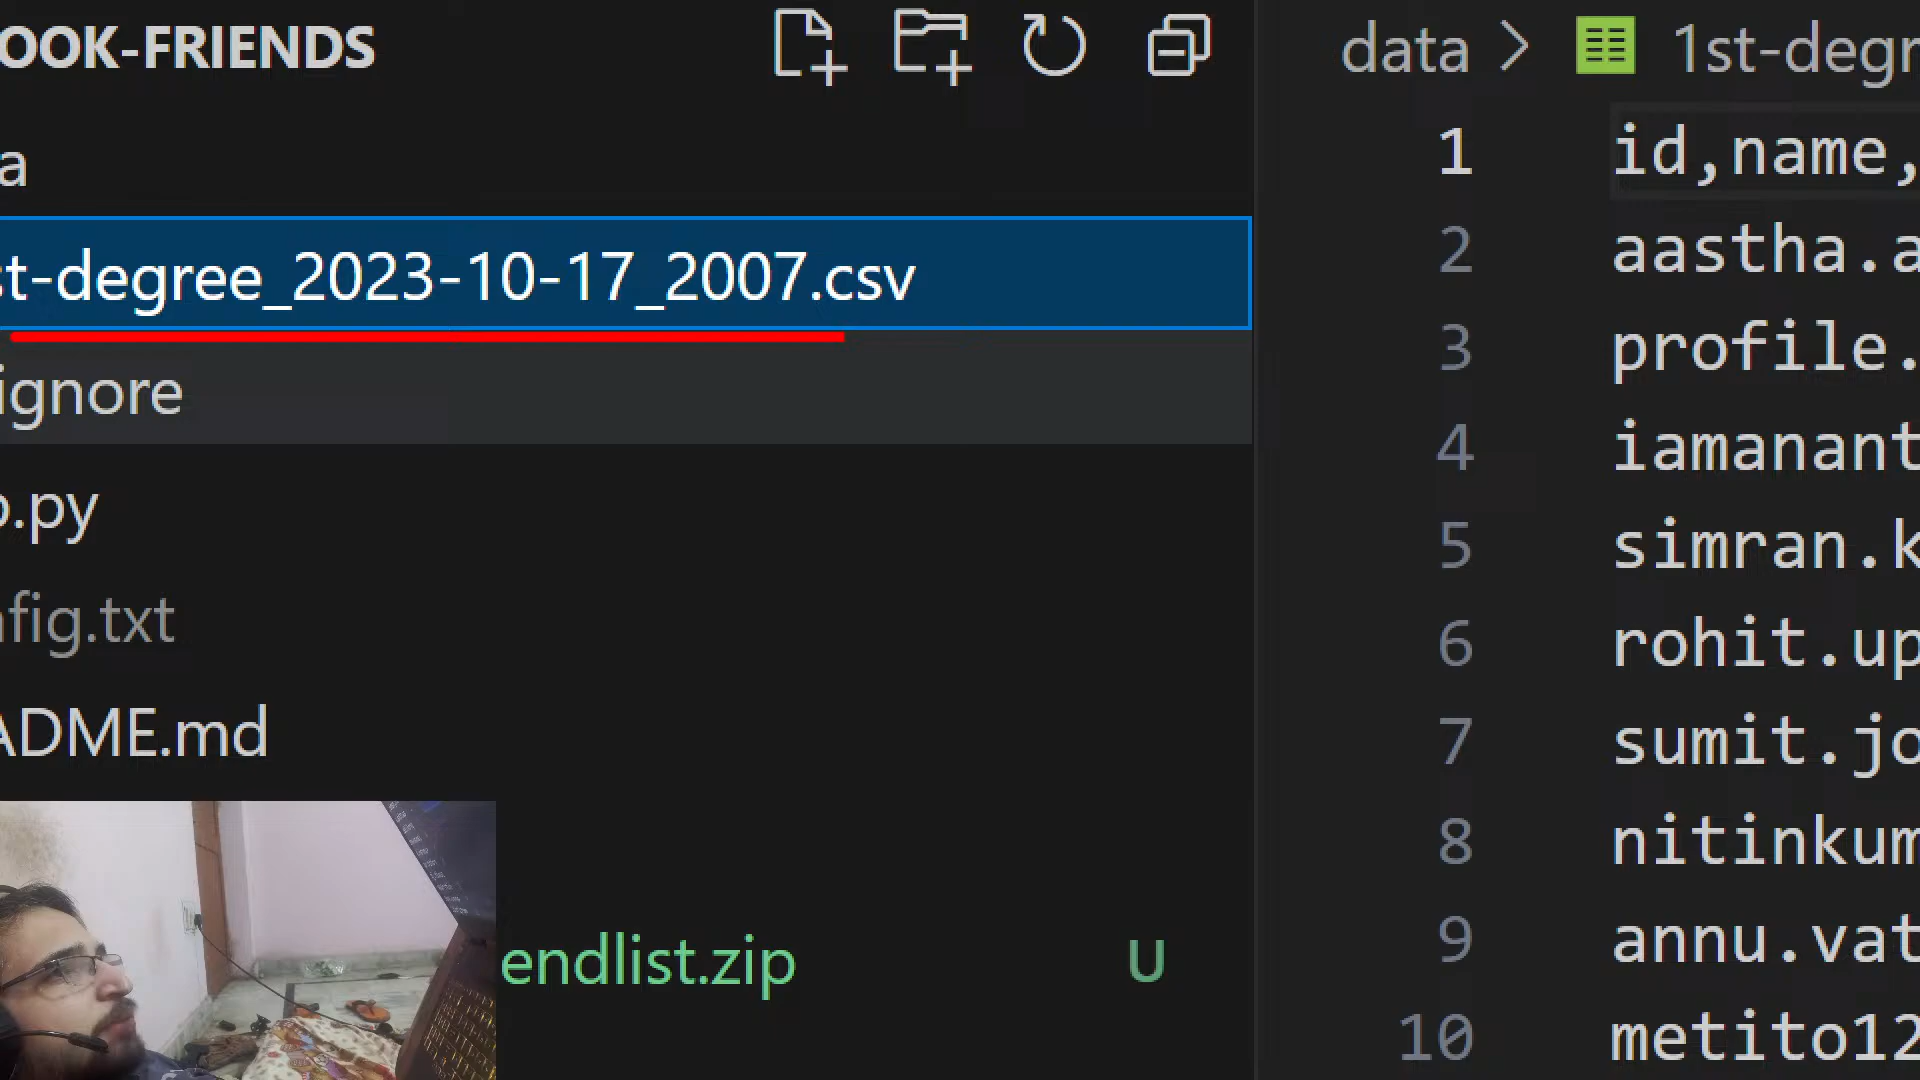 OOK-FRIENDS
a
st-degree_2023-10-17_2007.csv
ignore
.py
nfig.txt
ADME.md
endlist.zip U
data > 1st-degr
1 id,name,
2 aastha.a
3 profile.
4 iamanant
5 simran.k
6 rohit.up
7 sumit.jo
8 nitinkum
9 annu.vat
10 metito12